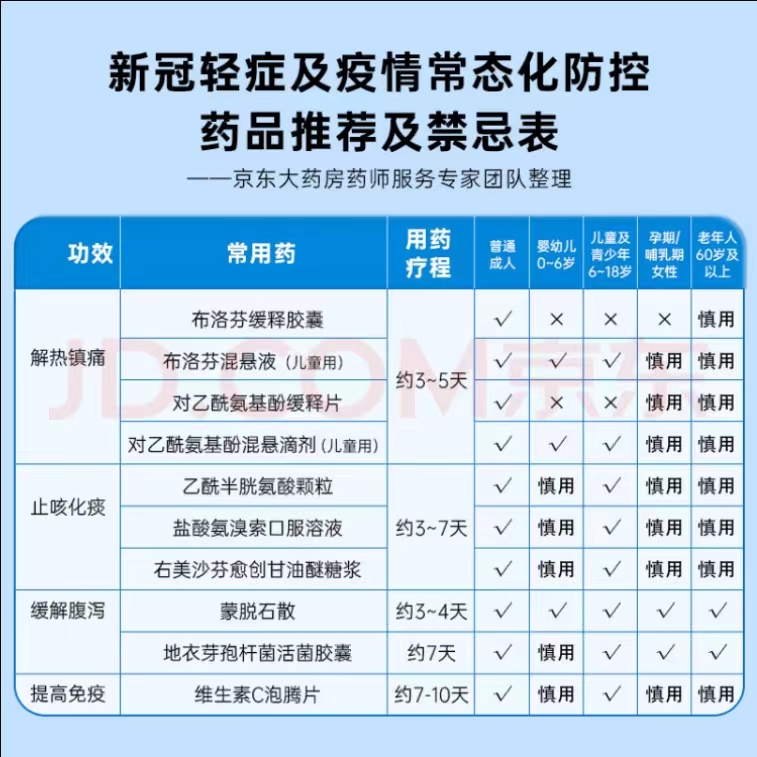 新冠轻症及疫情常态化防控
药品推荐及禁忌表
——京东大药房药师服务专家团队整理
功效 常用药 用药疗程 普通成人 婴幼儿0~6岁 儿童及青少年6~18岁 孕期/哺乳期女性 老年人60岁及以上
解热镇痛 布洛芬缓释胶囊 约3~5天 √ × × × 慎用
布洛芬混悬液（儿童用） √ √ √ 慎用 慎用
对乙酰氨基酚缓释片 √ × × 慎用 慎用
对乙酰氨基酚混悬滴剂（儿童用） √ √ √ 慎用 慎用
止咳化痰 乙酰半胱氨酸颗粒 约3~7天 √ 慎用 √ 慎用 慎用
盐酸氨溴索口服溶液 √ 慎用 √ 慎用 慎用
右美沙芬愈创甘油醚糖浆 √ 慎用 √ 慎用 慎用
缓解腹泻 蒙脱石散 约3~4天 √ √ √ √ √
地衣芽孢杆菌活菌胶囊 约7天 √ 慎用 √ √ √
提高免疫 维生素C泡腾片 约7-10天 √ 慎用 √ 慎用 慎用
JD.COM京东